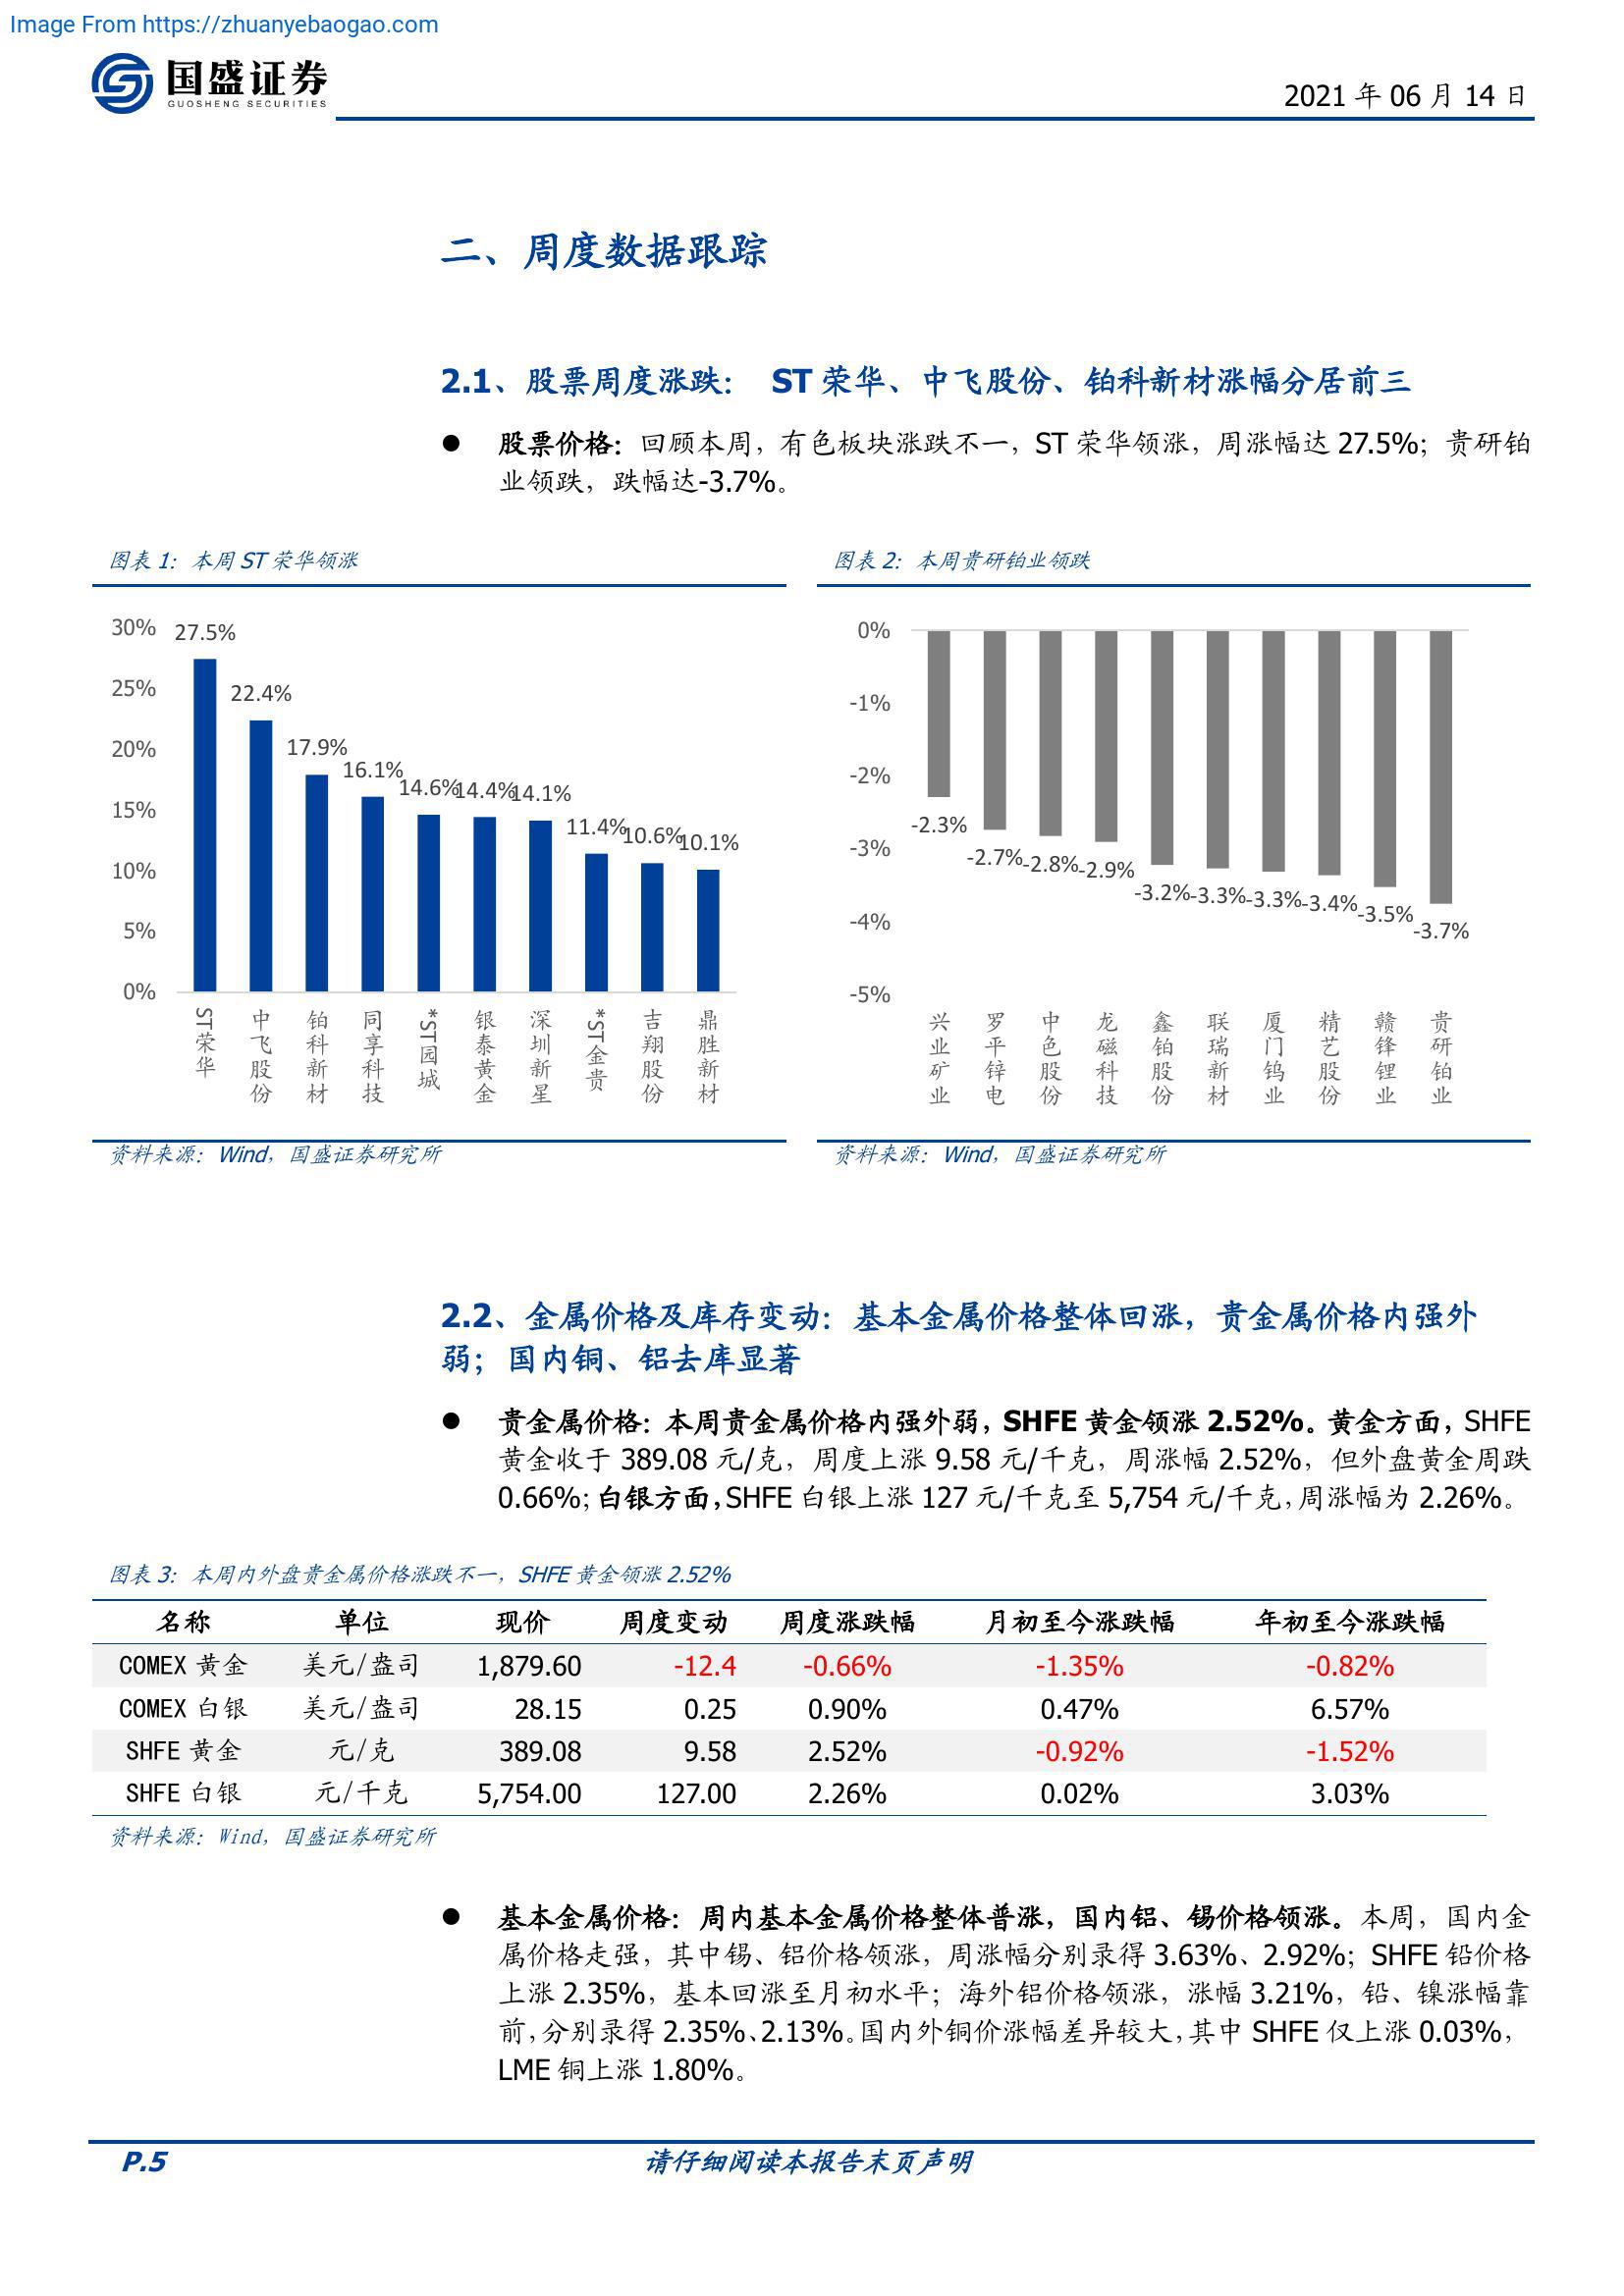 Image From https://zhuanyebaogao.com
国盛证券
GUOSHENG SECURITIES
2021 年 06 月 14 日
二、周度数据跟踪
2.1、股票周度涨跌： ST 荣华、中飞股份、铂科新材涨幅分居前三
● 股票价格：回顾本周，有色板块涨跌不一，ST 荣华领涨，周涨幅达 27.5%；贵研铂
业领跌，跌幅达-3.7%。
图表 1：本周 ST 荣华领涨
30%
25%
20%
15%
10%
5%
0%
27.5%
22.4%
17.9%
16.1%
14.6%
14.4%
14.1%
11.4%
10.6%
10.1%
ST荣华
中飞股份
铂科新材
同享科技
*ST园城
银泰黄金
深圳新星
*ST金贵
吉翔股份
鼎胜新材
资料来源：Wind，国盛证券研究所
图表 2：本周贵研铂业领跌
0%
-1%
-2%
-3%
-4%
-5%
-2.3%
-2.7%
-2.8%
-2.9%
-3.2%
-3.3%
-3.3%
-3.4%
-3.5%
-3.7%
兴业矿业
罗平锌电
中色股份
龙磁科技
鑫铂股份
联瑞新材
厦门钨业
精艺股份
赣锋锂业
贵研铂业
资料来源：Wind，国盛证券研究所
2.2、金属价格及库存变动：基本金属价格整体回涨，贵金属价格内强外
弱；国内铜、铝去库显著
● 贵金属价格：本周贵金属价格内强外弱，SHFE 黄金领涨 2.52%。黄金方面，SHFE
黄金收于 389.08 元/克，周度上涨 9.58 元/千克，周涨幅 2.52%，但外盘黄金周跌
0.66%；白银方面，SHFE 白银上涨 127 元/千克至 5,754 元/千克，周涨幅为 2.26%。
图表 3：本周内外盘贵金属价格涨跌不一，SHFE 黄金领涨 2.52%
名称 单位 现价 周度变动 周度涨跌幅 月初至今涨跌幅 年初至今涨跌幅
COMEX 黄金 美元/盎司 1,879.60 -12.4 -0.66% -1.35% -0.82%
COMEX 白银 美元/盎司 28.15 0.25 0.90% 0.47% 6.57%
SHFE 黄金 元/克 389.08 9.58 2.52% -0.92% -1.52%
SHFE 白银 元/千克 5,754.00 127.00 2.26% 0.02% 3.03%
资料来源：Wind，国盛证券研究所
● 基本金属价格：周内基本金属价格整体普涨，国内铝、锡价格领涨。本周，国内金
属价格走强，其中锡、铝价格领涨，周涨幅分别录得 3.63%、2.92%；SHFE 铅价格
上涨 2.35%，基本回涨至月初水平；海外铝价格领涨，涨幅 3.21%，铅、镍涨幅靠
前，分别录得 2.35%、2.13%。国内外铜价涨幅差异较大，其中 SHFE 仅上涨 0.03%，
LME 铜上涨 1.80%。
P.5
请仔细阅读本报告末页声明